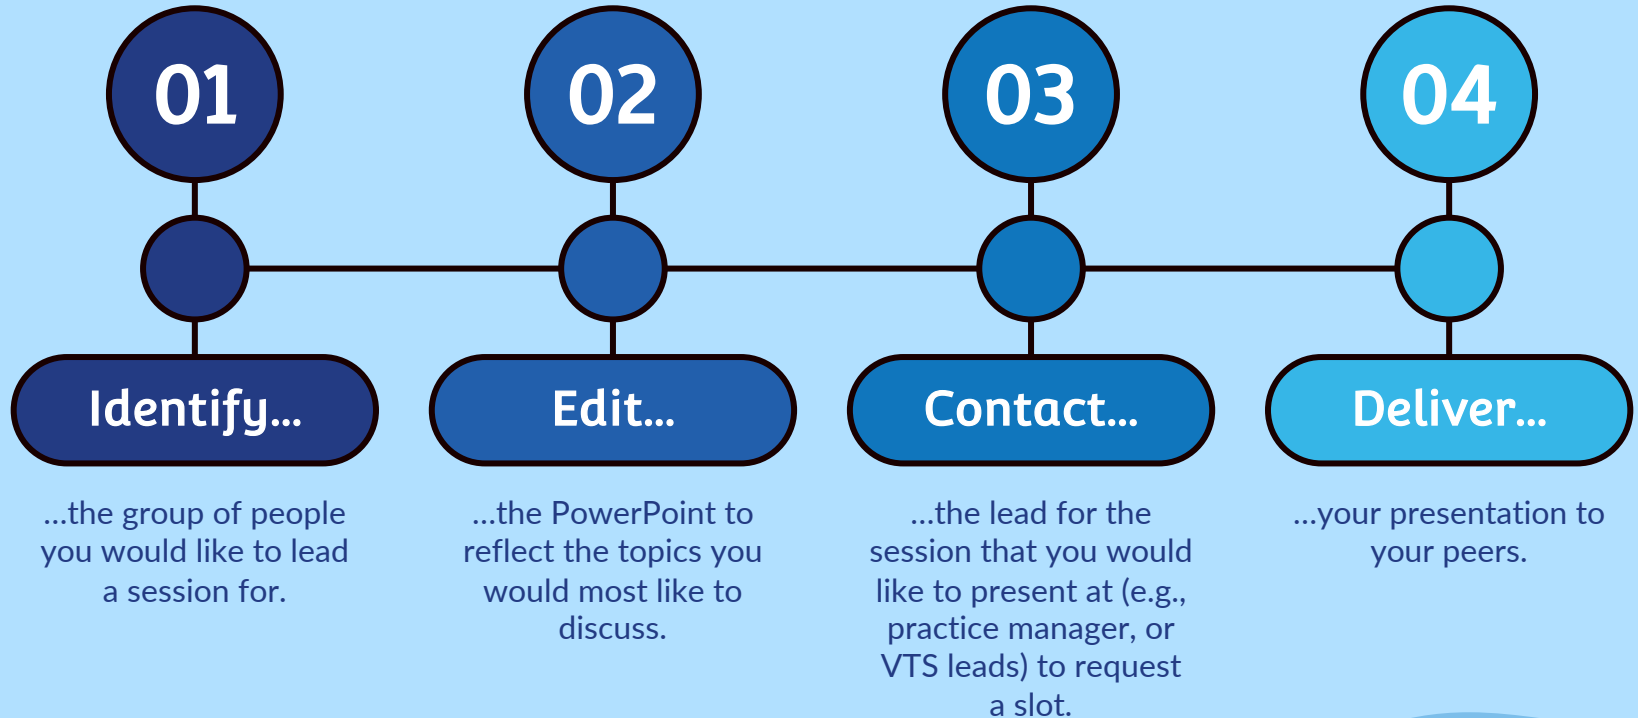 01
02
03
04
Identify...
Edit...
Contact...
Deliver...
...the group of people
you would like to lead
a session for.
...the PowerPoint to
reflect the topics you
would most like to
discuss.
...the lead for the
session that you would
like to present at (e.g.,
practice manager, or
VTS leads) to request
a slot.
...your presentation to
your peers.